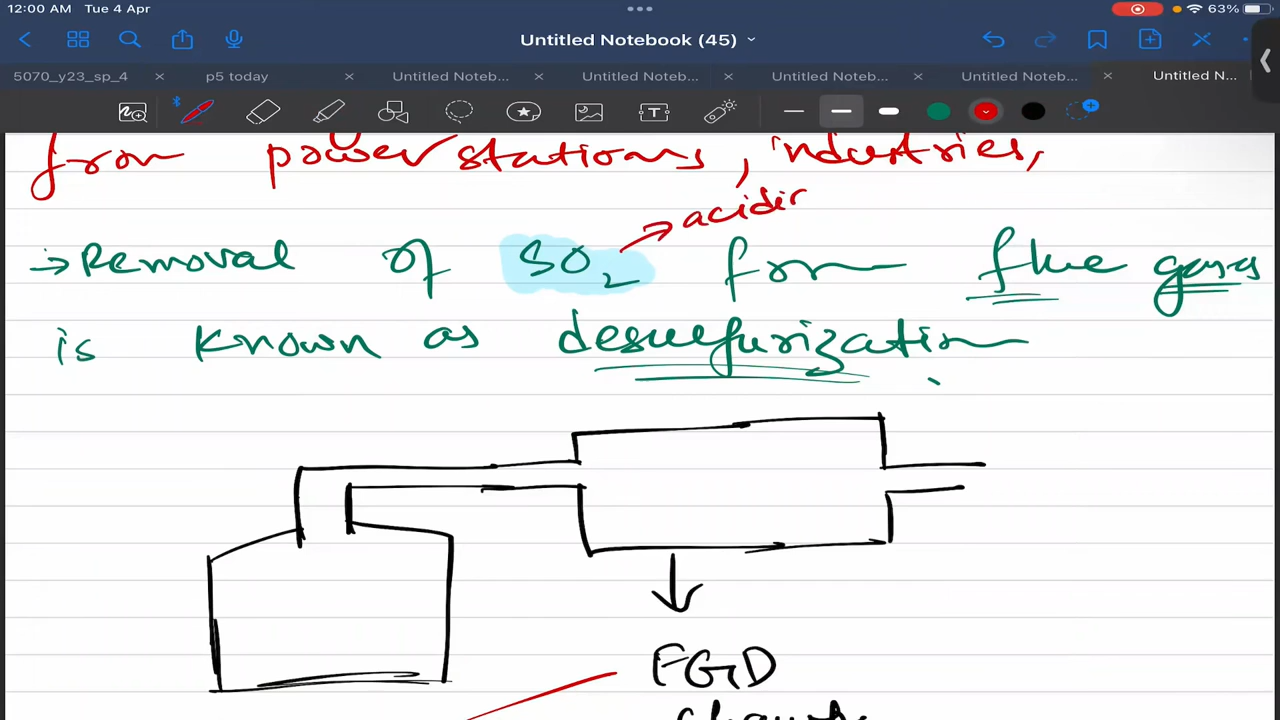 12:00 AM Tue 4 Apr
63%
Untitled Notebook (45)
5070_y23_sp_4
p5 today
Untitled Noteb...
Untitled Noteb...
Untitled Noteb...
Untitled Noteb...
Untitled N...
from power stations, industries,
acidic
→ Removal of SO2 from flue gases
is known as desulfurization
FGD